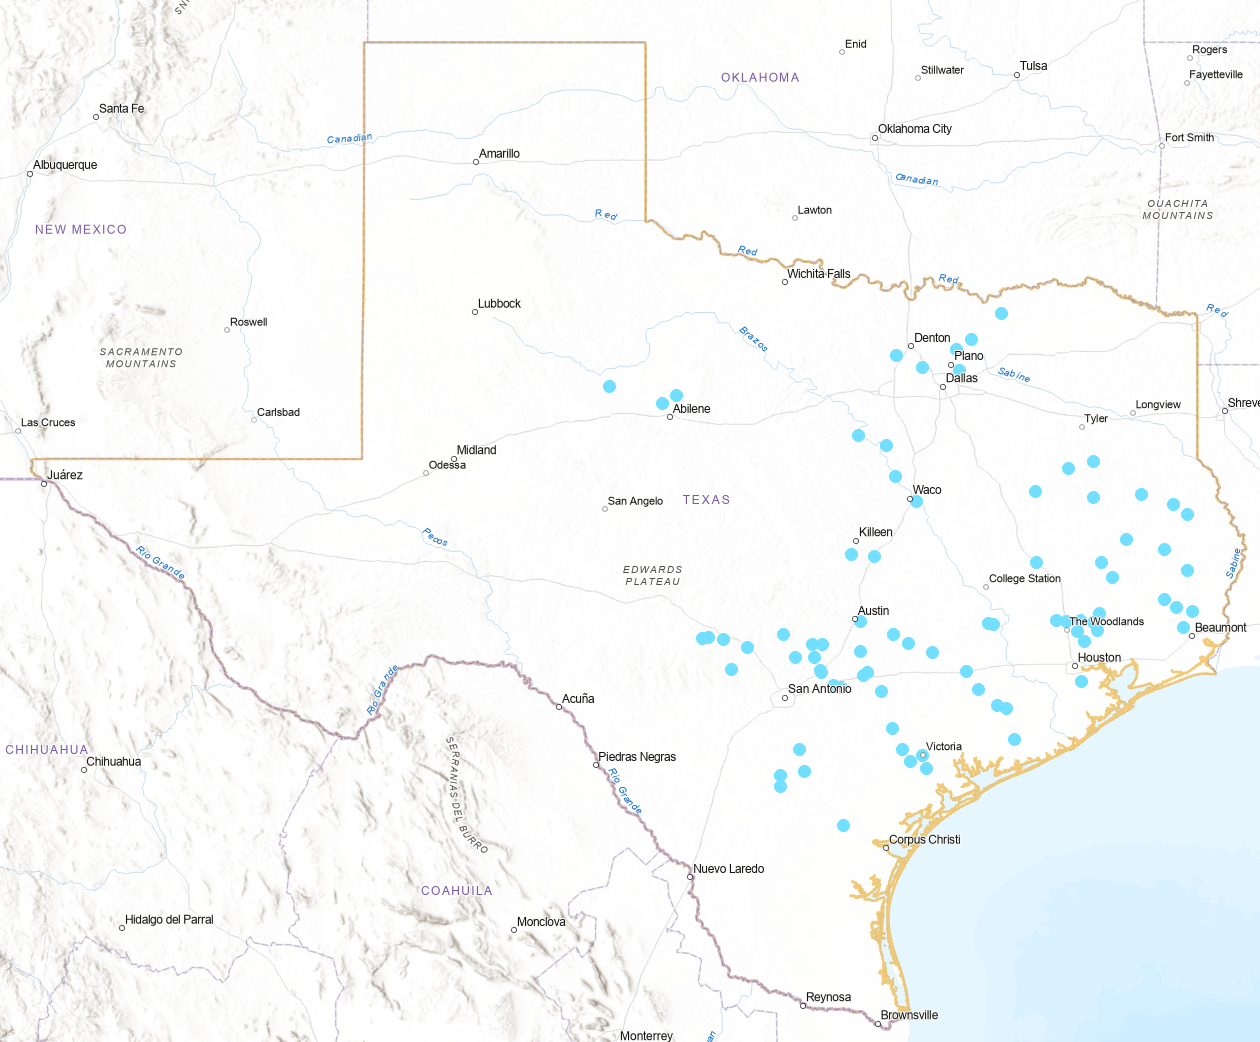 SN
Enid
Rogers
OKLAHOMA
Stillwater
Tulsa
Fayetteville
Santa Fe
Canadian
Oklahoma City
Fort Smith
Albuquerque
Amarillo
Canadian
NEW MEXICO
Red
Lawton
OUACHITA
MOUNTAINS
Red
Wichita Falls
Red
Lubbock
Red
Roswell
Brazos
Denton
SACRAMENTO
MOUNTAINS
Plano
Dallas
Sabine
Las Cruces
Carlsbad
Abilene
Tyler
Longview
Shreve
Juárez
Midland
Odessa
San Angelo
TEXAS
Waco
Rio Grande
Pecos
Killeen
EDWARDS
PLATEAU
College Station
Sabine
Austin
The Woodlands
Beaumont
Houston
Rio Grande
Acuña
San Antonio
CHIHUAHUA
Chihuahua
SERRANIAS DEL BURRO
Piedras Negras
Rio Grande
Victoria
Corpus Christi
Nuevo Laredo
COAHUILA
Hidalgo del Parral
Monclova
Reynosa
Brownsville
Monterrey